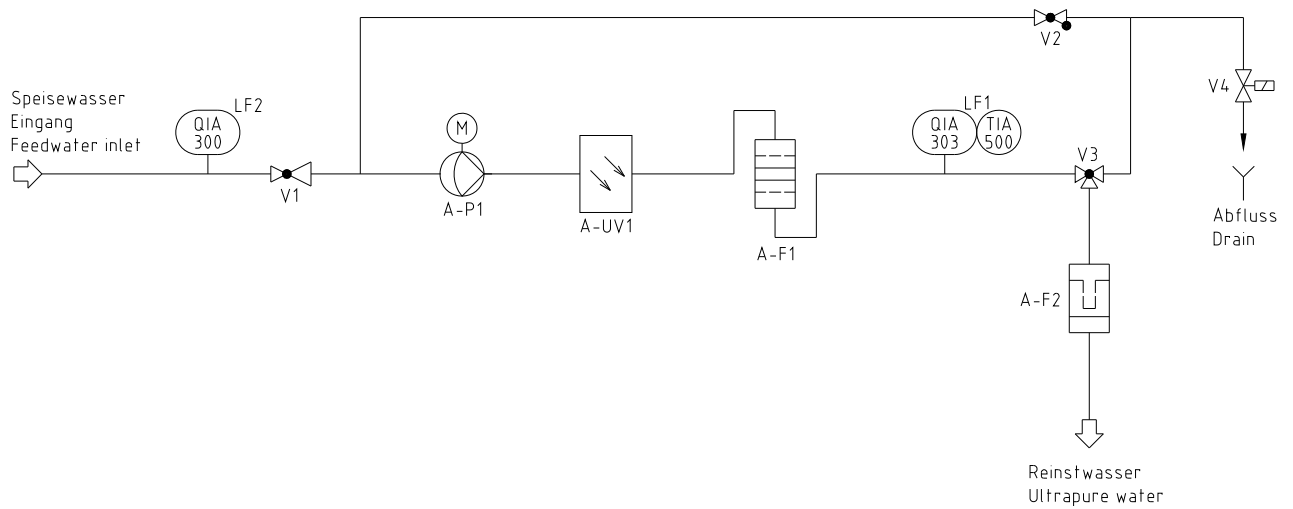 V2
Speisewasser
Eingang
Feedwater inlet
LF2
QIA
300
V1
M
A-P1
A-UV1
A-F1
LF1
QIA
303
TIA
500
V3
V4
Abfluss
Drain
A-F2
Reinstwasser
Ultrapure water